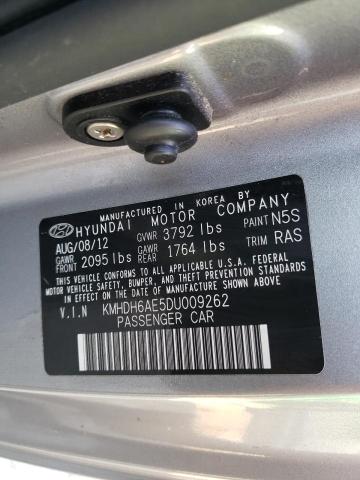 MANUFACTURED IN KOREA BY
HYUNDAI MOTOR COMPANY
AUG/08/12 GVWR 3792 lbs PAINT N5S
GAWR FRONT 2095 lbs GAWR REAR 1764 lbs TRIM RAS
THIS VEHICLE CONFORMS TO ALL APPLICABLE U.S.A. FEDERAL
MOTOR VEHICLE SAFETY, BUMPER, AND THEFT PREVENTION
STANDARDS IN EFFECT ON THE DATE OF MANUFACTURE SHOWN ABOVE.
V.I.N KMHDH6AE5DU009262
PASSENGER CAR